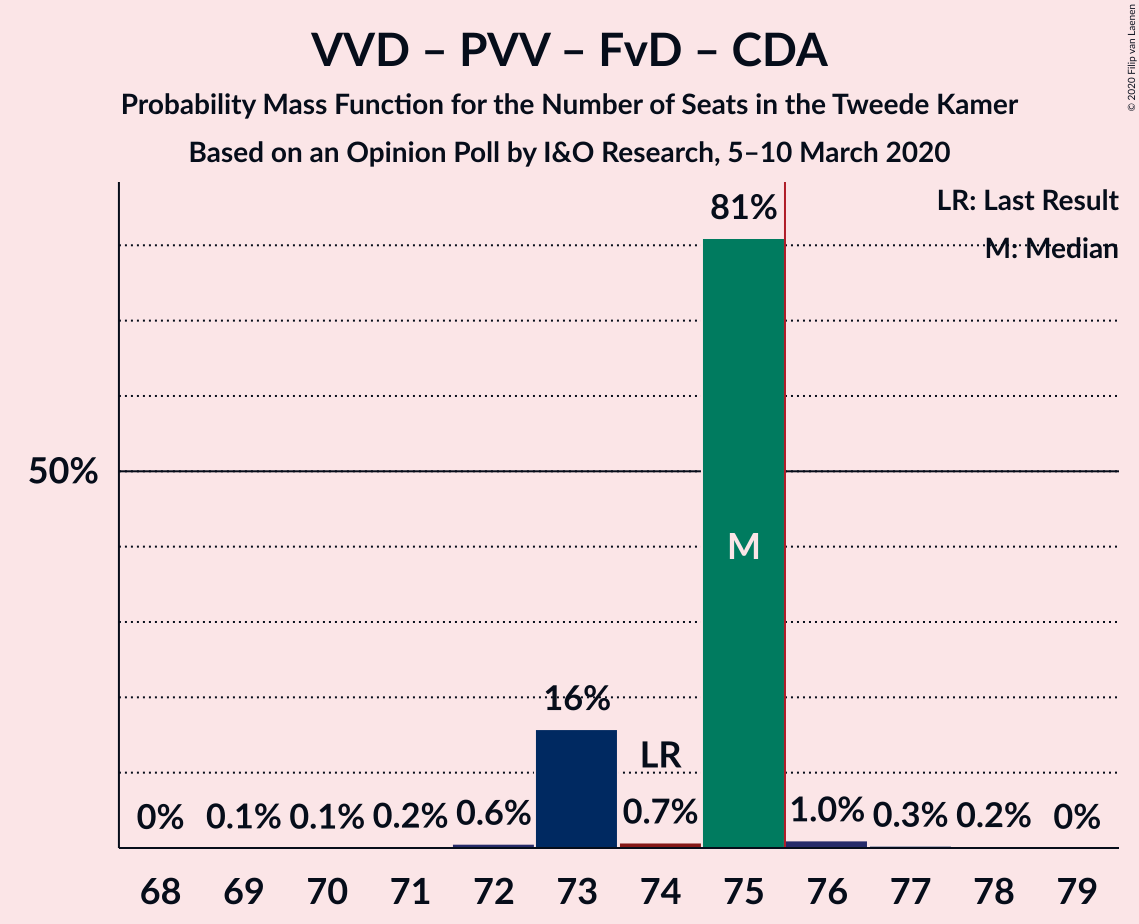 VVD – PVV – FvD – CDA
Probability Mass Function for the Number of Seats in the Tweede Kamer
Based on an Opinion Poll by I&O Research, 5–10 March 2020
© 2020 Filip van Laenen
LR: Last Result
M: Median
81%
50%
M
16%
LR
0% 0.1% 0.1% 0.2% 0.6% 0.7% 1.0% 0.3% 0.2% 0%
68 69 70 71 72 73 74 75 76 77 78 79